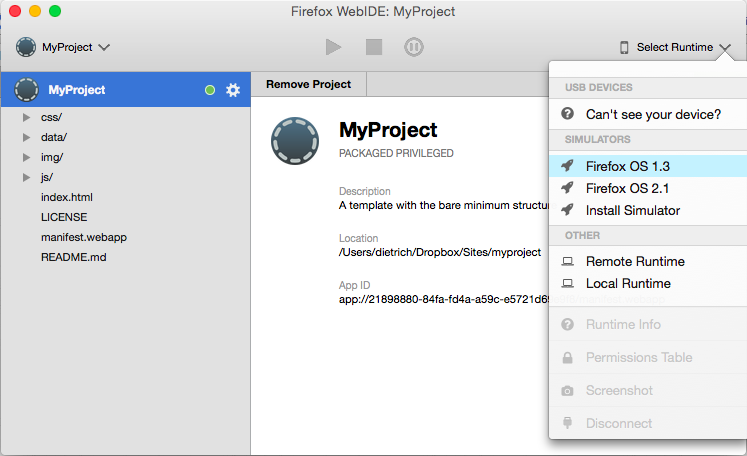 Firefox WebIDE: MyProject
MyProject
Select Runtime
MyProject
css/
data/
img/
js/
index.html
LICENSE
manifest.webapp
README.md
Remove Project
MyProject
PACKAGED PRIVILEGED
Description
A template with the bare minimum structu
Location
/Users/dietrich/Dropbox/Sites/myproject
App ID
app://21898880-84fa-fd4a-a59c-e5721d69
USB DEVICES
Can't see your device?
SIMULATORS
Firefox OS 1.3
Firefox OS 2.1
Install Simulator
OTHER
Remote Runtime
Local Runtime
Runtime Info
Permissions Table
Screenshot
Disconnect